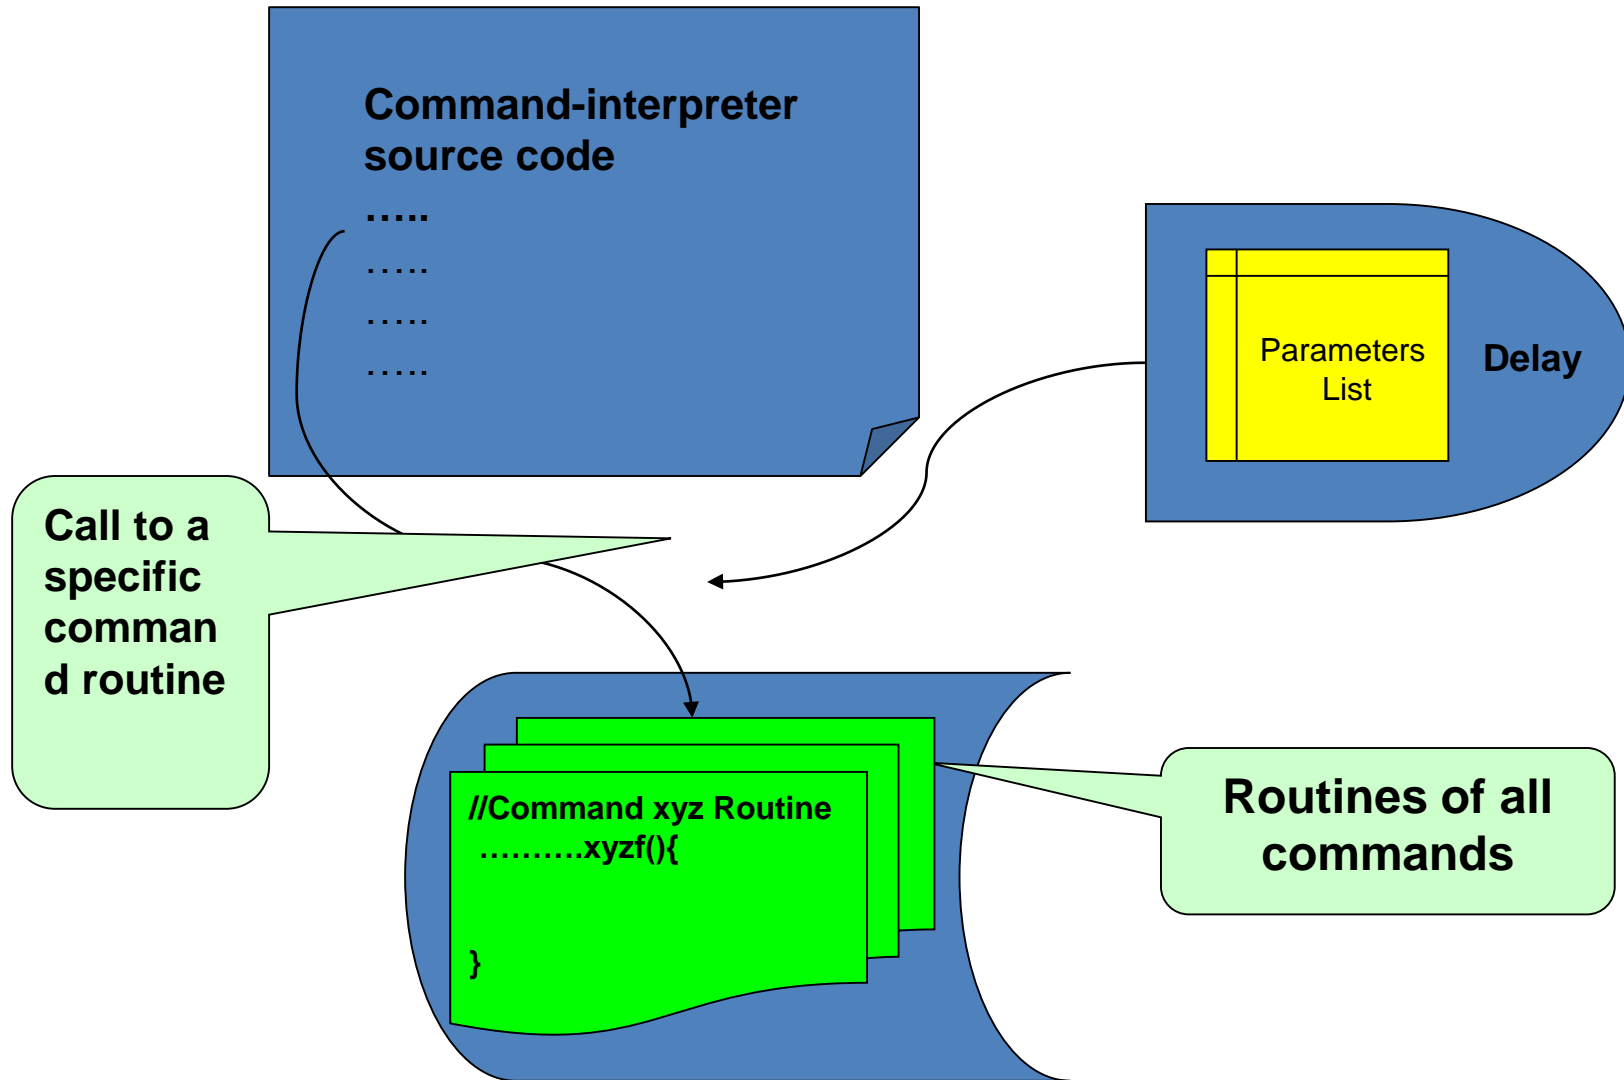 Command-interpreter
source code
…..
…..
…..
…..
Parameters
List
Delay
Call to a
specific
comman
d routine
//Command xyz Routine
……….xyzf(){
}
Routines of all
commands